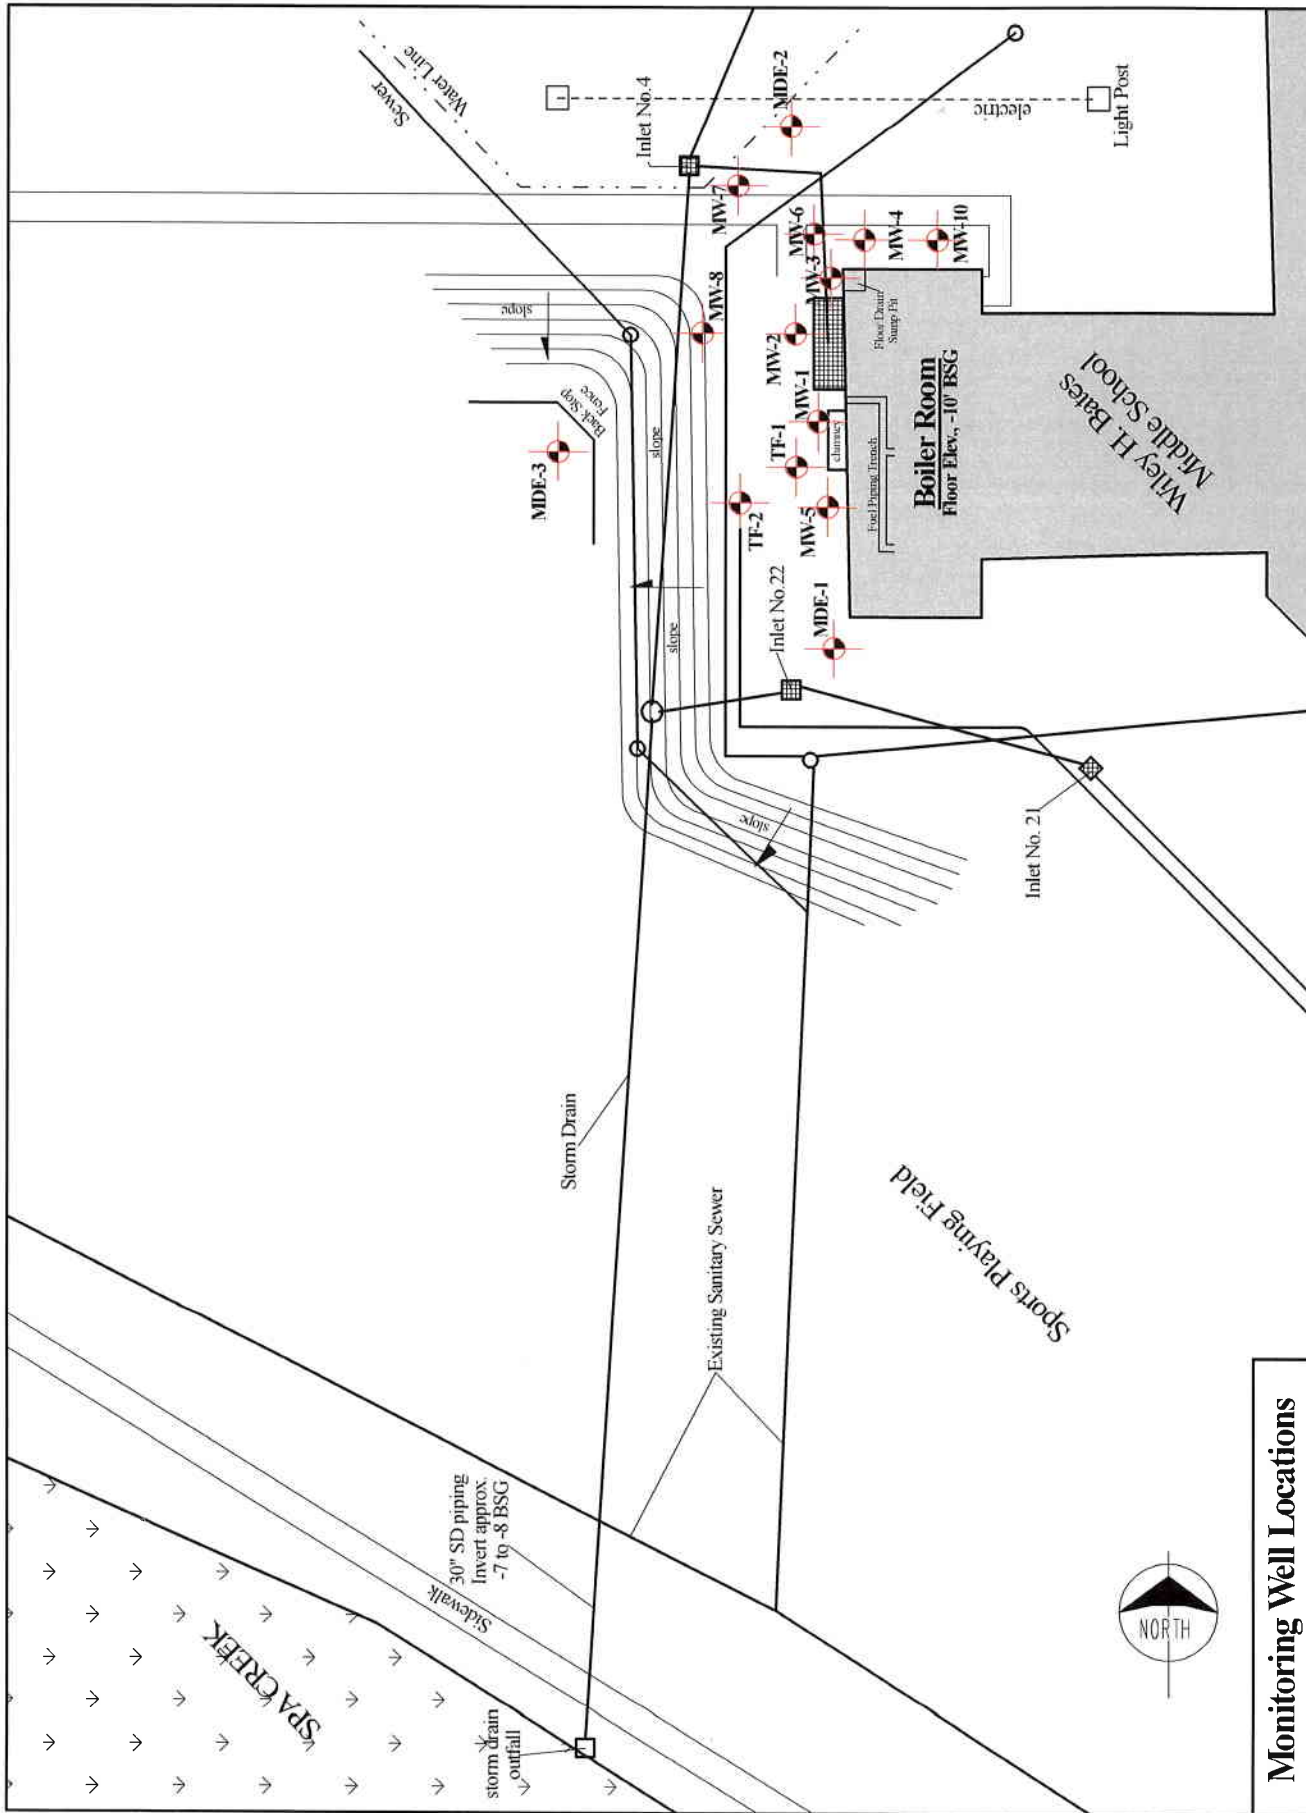 Sewer
Water Line
Inlet No.4
MDE-2
electric
Light Post
MW-7
MW-6
MW-4
MW-10
MW-3
MW-8
MW-2
MW-1
TF-1
TF-2
MW-5
MDE-1
MDE-3
slope
Back Stop
Fence
slope
slope
slope
Floor Drain
Sump Pit
chimney
Fuel Piping Trench
Boiler Room
Floor Elev., -10' BSG
Wiley H. Bates
Middle School
Inlet No.22
Inlet No. 21
Storm Drain
Existing Sanitary Sewer
Sports Playing Field
30" SD piping
Invert approx.
-7 to -8 BSG
Sidewalk
SPA CREEK
storm drain
outfall
NORTH
Monitoring Well Locations